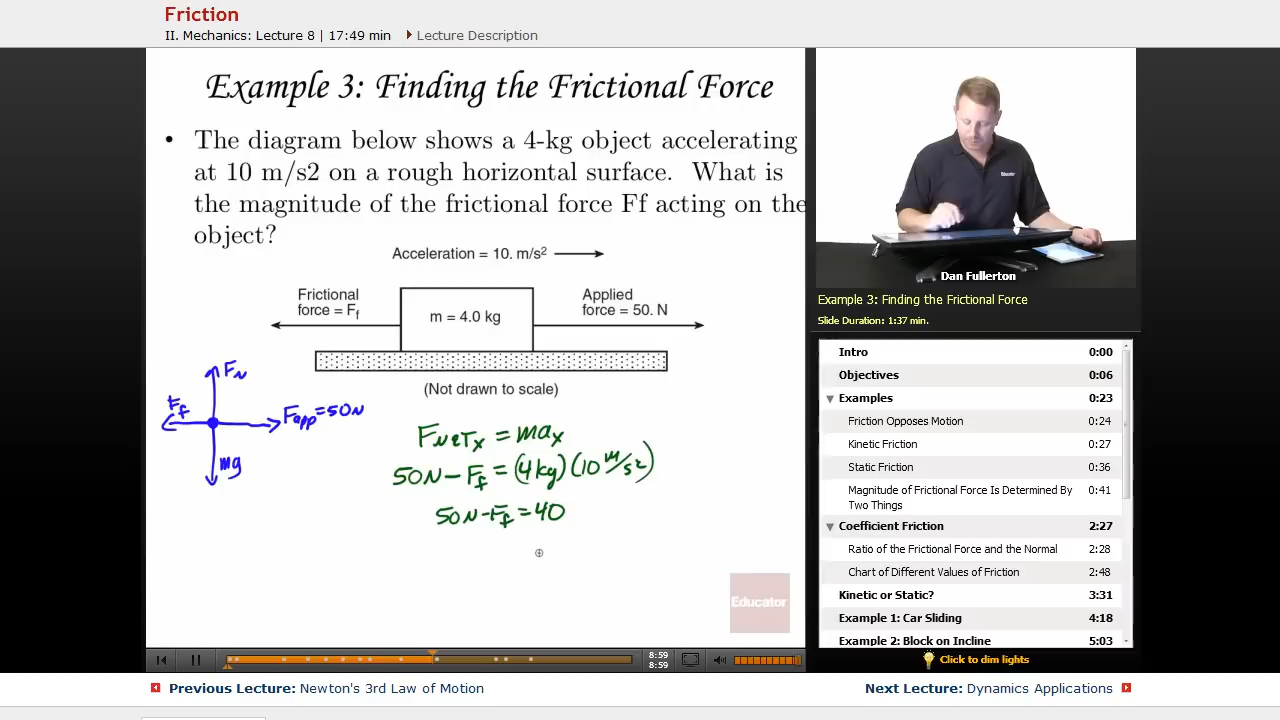 Friction
II. Mechanics: Lecture 8 | 17:49 min
Lecture Description
Example 3: Finding the Frictional Force
• The diagram below shows a 4-kg object accelerating
at 10 m/s2 on a rough horizontal surface. What is
the magnitude of the frictional force Ff acting on the
object?
Acceleration = 10. m/s²
Frictional
force = Ff
m = 4.0 kg
Applied
force = 50. N
(Not drawn to scale)
FN
Ff
Fapp=50N
mg
FNETx = max
50N - Ff = (4kg)(10 m/s²)
50N - Ff = 40
Educator
Educator
Dan Fullerton
Example 3: Finding the Frictional Force
Slide Duration: 1:37 min.
Intro 0:00
Objectives 0:06
Examples 0:23
Friction Opposes Motion 0:24
Kinetic Friction 0:27
Static Friction 0:36
Magnitude of Frictional Force Is Determined By 0:41
Two Things
Coefficient Friction 2:27
Ratio of the Frictional Force and the Normal 2:28
Chart of Different Values of Friction 2:48
Kinetic or Static? 3:31
Example 1: Car Sliding 4:18
Example 2: Block on Incline 5:03
8:59
8:59
Click to dim lights
Previous Lecture: Newton's 3rd Law of Motion
Next Lecture: Dynamics Applications